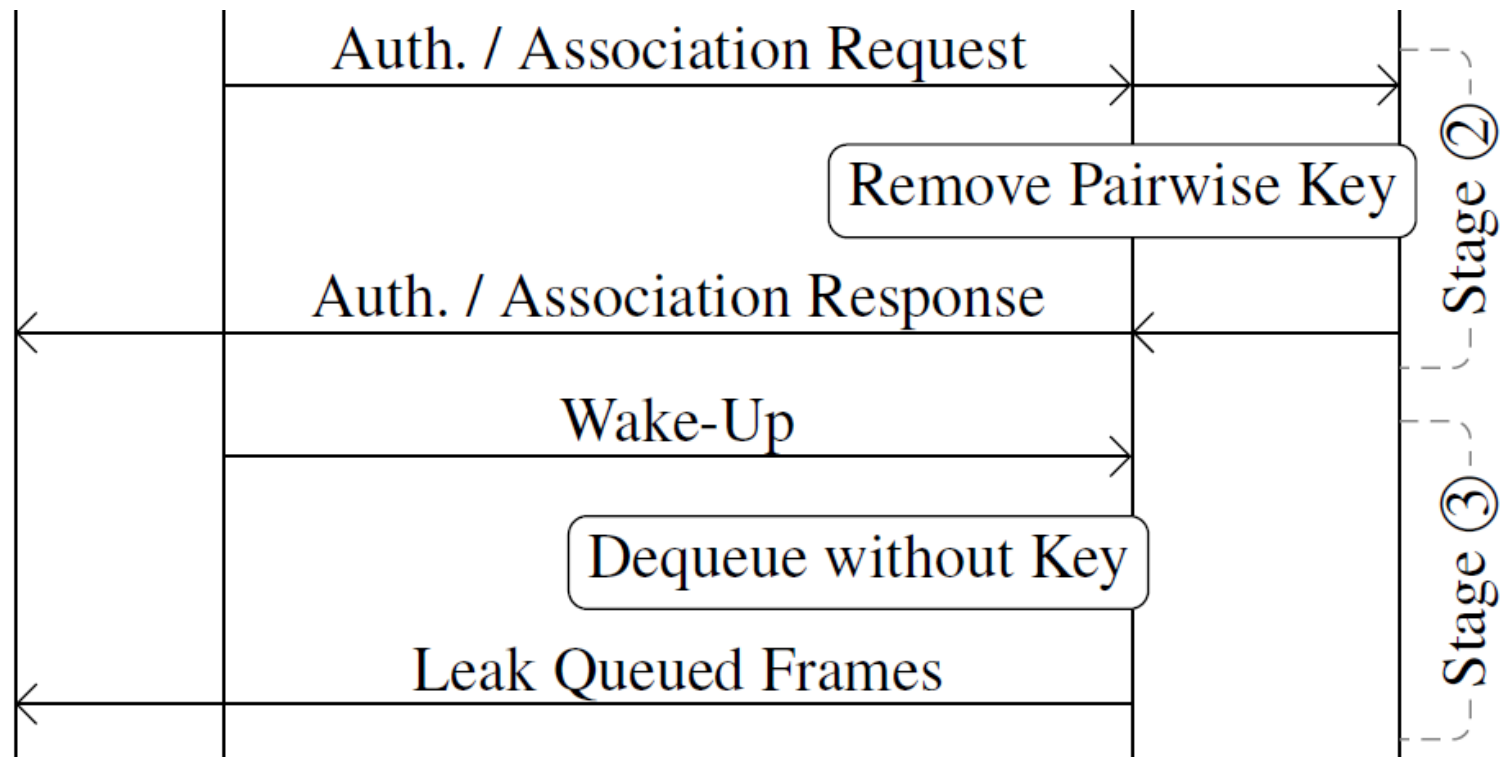 Auth. / Association Request
Remove Pairwise Key
Auth. / Association Response
Stage ②
Wake-Up
Dequeue without Key
Leak Queued Frames
Stage ③